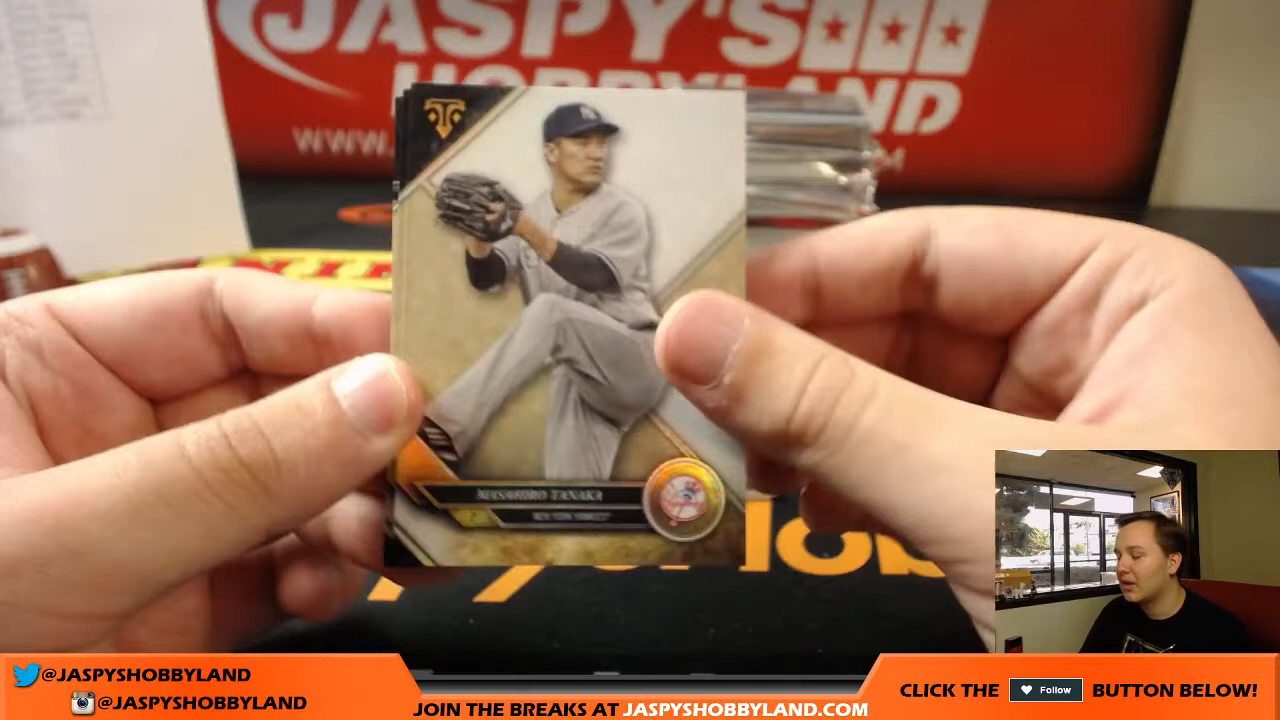 JASPY'S
HOBBYLAND
WWW.
MASAHIRO TANAKA
NEW YORK YANKEES
@JASPYSHOBBYLAND
@JASPYSHOBBYLAND
JOIN THE BREAKS AT JASPYSHOBBYLAND.COM
CLICK THE Follow BUTTON BELOW!